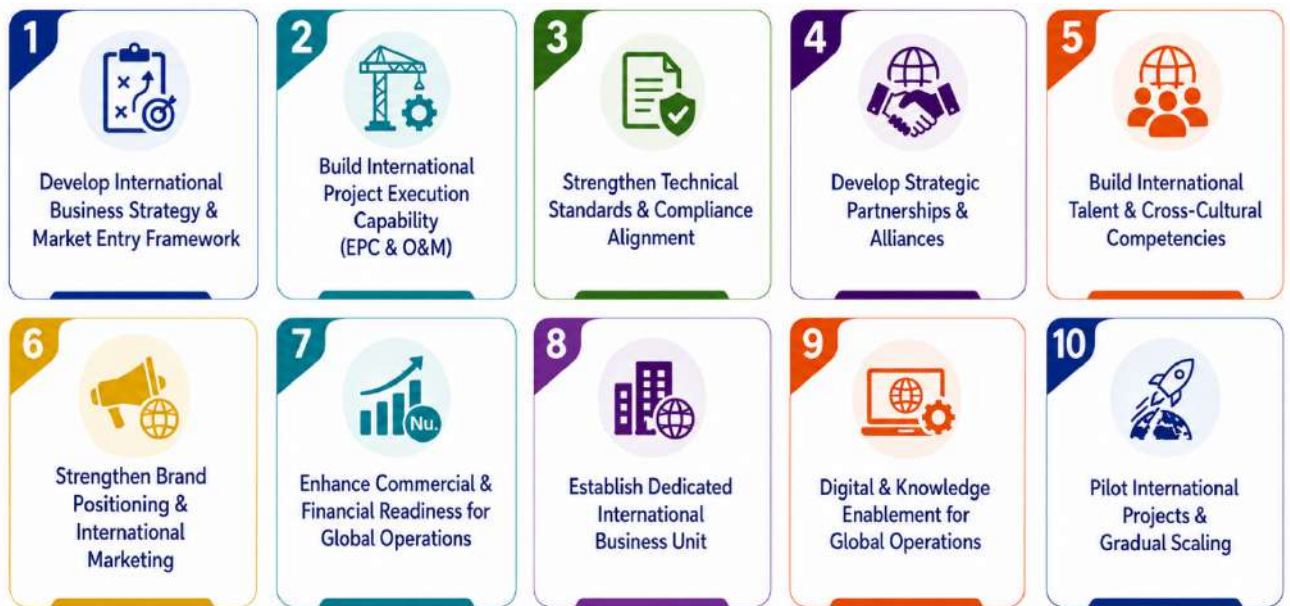 1
Develop International
Business Strategy &
Market Entry Framework
2
Build International
Project Execution
Capability
(EPC & O&M)
3
Strengthen Technical
Standards & Compliance
Alignment
4
Develop Strategic
Partnerships &
Alliances
5
Build International
Talent & Cross-Cultural
Competencies
6
Strengthen Brand
Positioning &
International
Marketing
7
Nu.
Enhance Commercial &
Financial Readiness for
Global Operations
8
Establish Dedicated
International
Business Unit
9
Digital & Knowledge
Enablement for
Global Operations
10
Pilot International
Projects &
Gradual Scaling